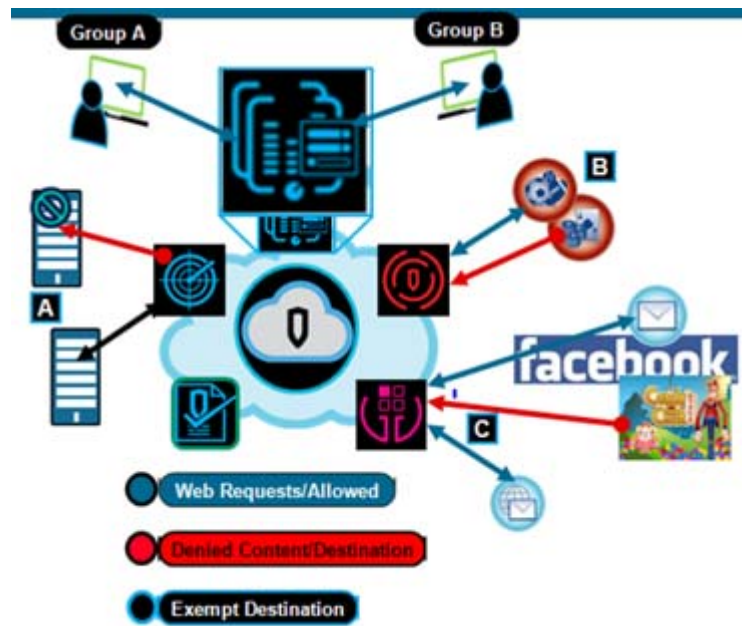 Group A
Group B
B
A
facebook
C
Web Requests/Allowed
Denied Content/Destination
Exempt Destination